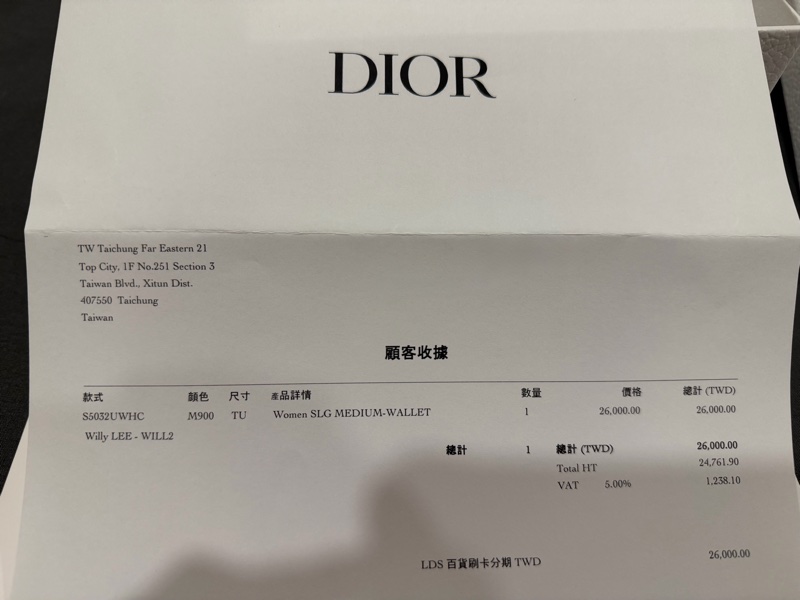 DIOR
TW Taichung Far Eastern 21
Top City, 1F No.251 Section 3
Taiwan Blvd., Xitun Dist.
407550 Taichung
Taiwan
顧客收據
款式 顏色 尺寸 產品詳情 數量 價格 總計 (TWD)
S5032UWHC M900 TU Women SLG MEDIUM-WALLET 1 26,000.00 26,000.00
Willy LEE - WILL2
總計 1 總計 (TWD) 26,000.00
Total HT 24,761.90
VAT 5.00% 1,238.10
LDS 百貨刷卡分期 TWD 26,000.00